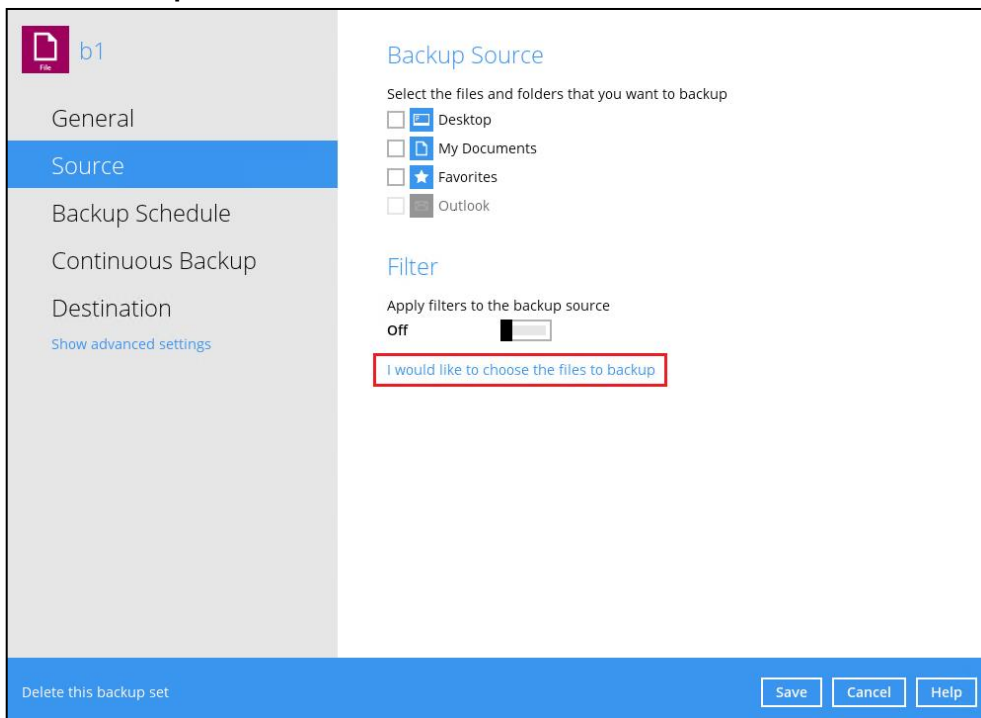 File
b1
General
Source
Backup Schedule
Continuous Backup
Destination
Show advanced settings
Backup Source
Select the files and folders that you want to backup
Desktop
My Documents
Favorites
Outlook
Filter
Apply filters to the backup source
Off
I would like to choose the files to backup
Delete this backup set
Save Cancel Help